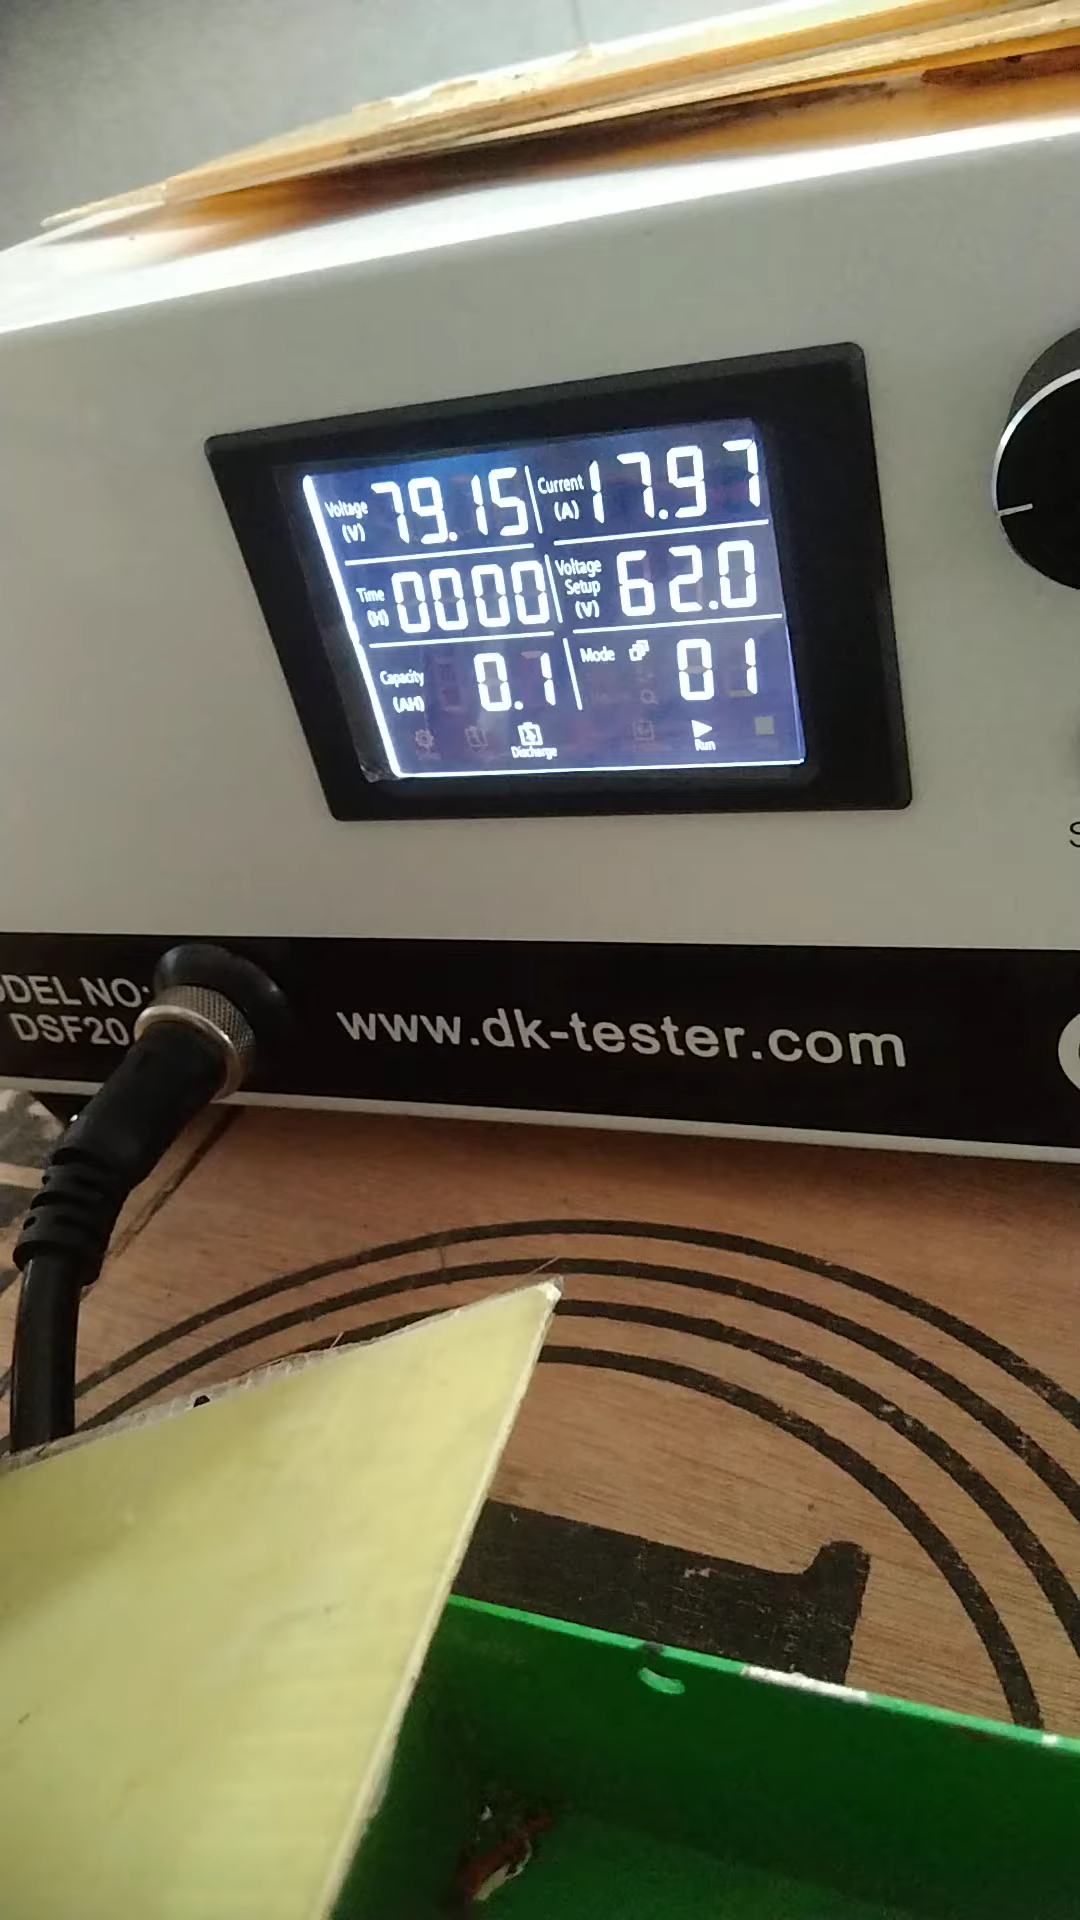 Voltage (V) 79.15
Current (A) 17.97
Time (H) 0000
Voltage Setup (V) 62.0
Capacity (AH) 0.1
Mode 01
Discharge
Run
MODEL NO:
DSF20
www.dk-tester.com